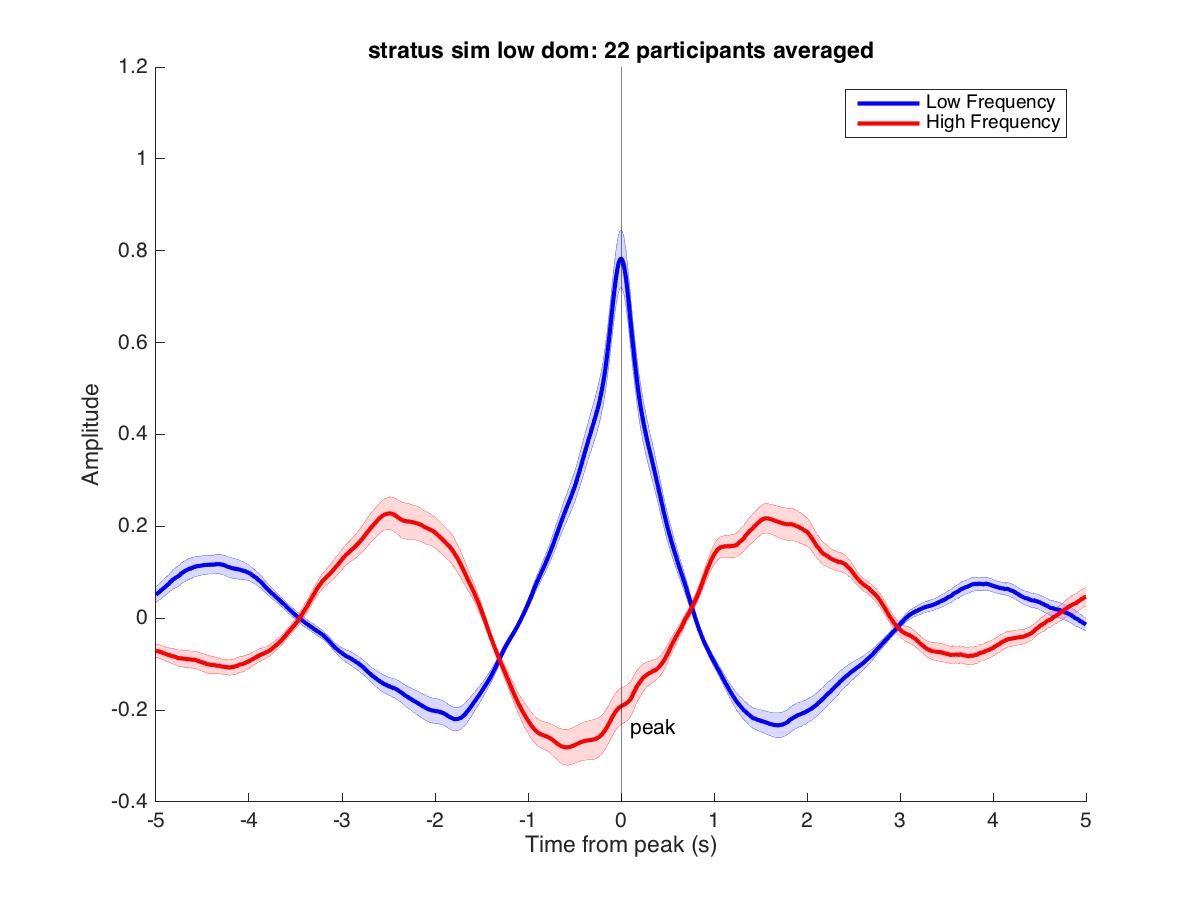 stratus sim low dom: 22 participants averaged
1.2
1
0.8
0.6
0.4
0.2
0
-0.2
-0.4
Amplitude
Low Frequency
High Frequency
peak
-5 -4 -3 -2 -1 0 1 2 3 4 5
Time from peak (s)